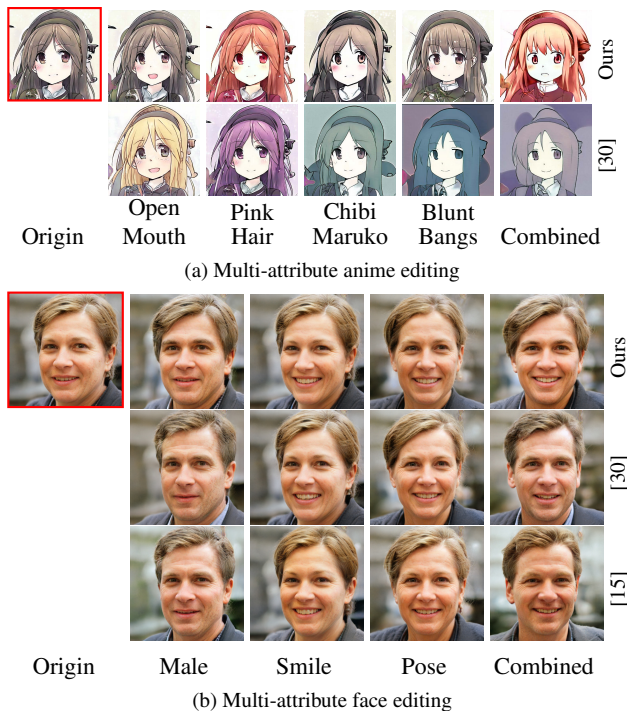 Ours
[30]
Origin
Open Mouth
Pink Hair
Chibi Maruko
Blunt Bangs
Combined
(a) Multi-attribute anime editing
Ours
[30]
[15]
Origin Male Smile Pose Combined
(b) Multi-attribute face editing